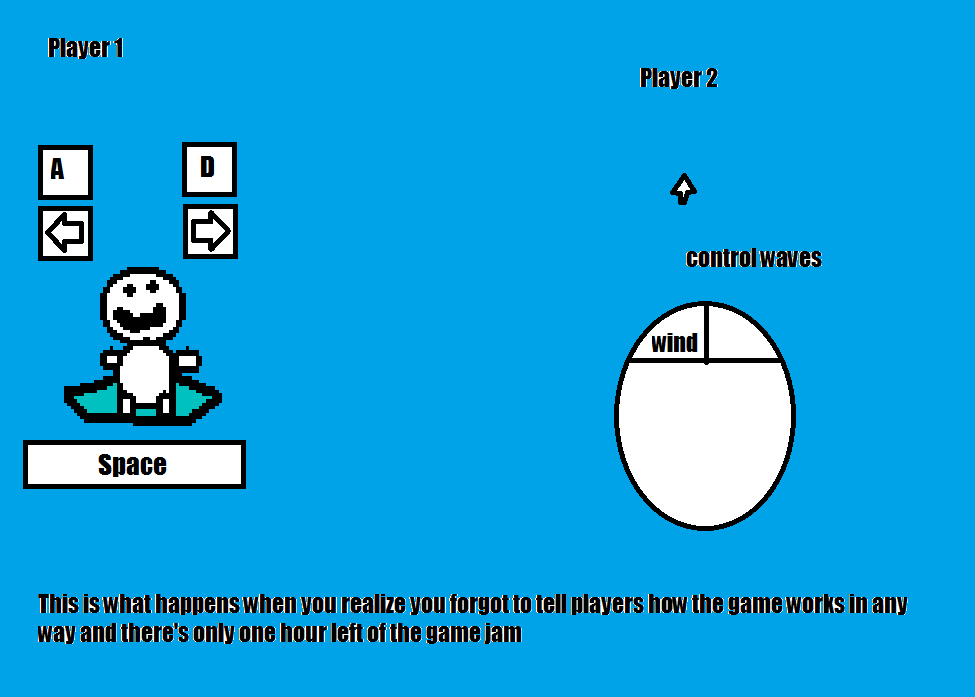 Player 1
Player 2
A
D
control waves
wind
Space
This is what happens when you realize you forgot to tell players how the game works in any
way and there's only one hour left of the game jam